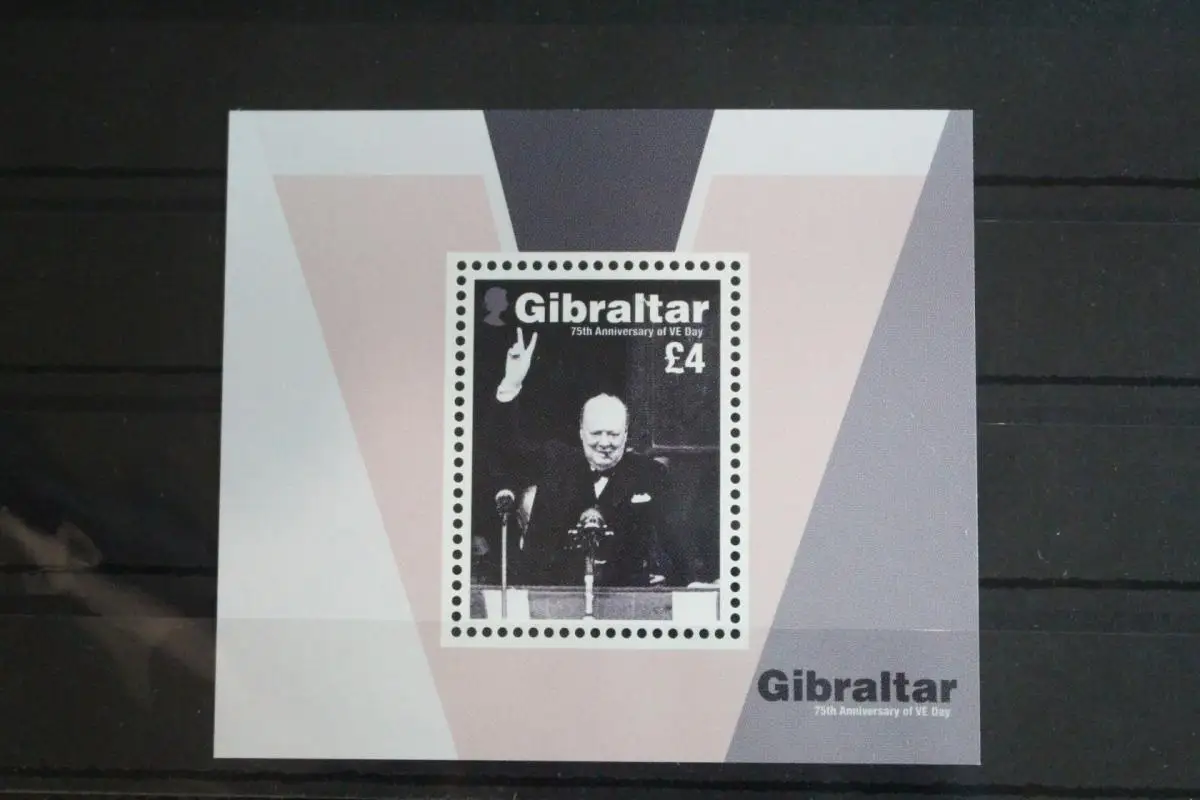 Gibraltar
75th Anniversary of VE Day
£4
Gibraltar
75th Anniversary of VE Day